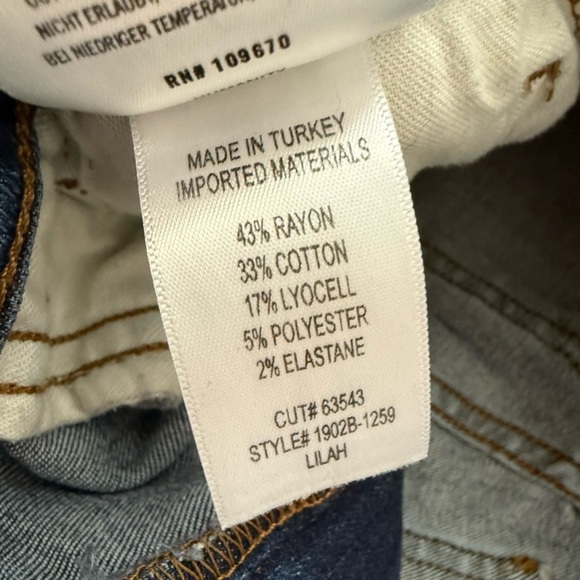 NICHT ERLAUBT,
BEI NIEDRIGER TEMPERATUR,
RN# 109670
MADE IN TURKEY
IMPORTED MATERIALS
43% RAYON
33% COTTON
17% LYOCELL
5% POLYESTER
2% ELASTANE
CUT# 63543
STYLE# 1902B-1259
LILAH